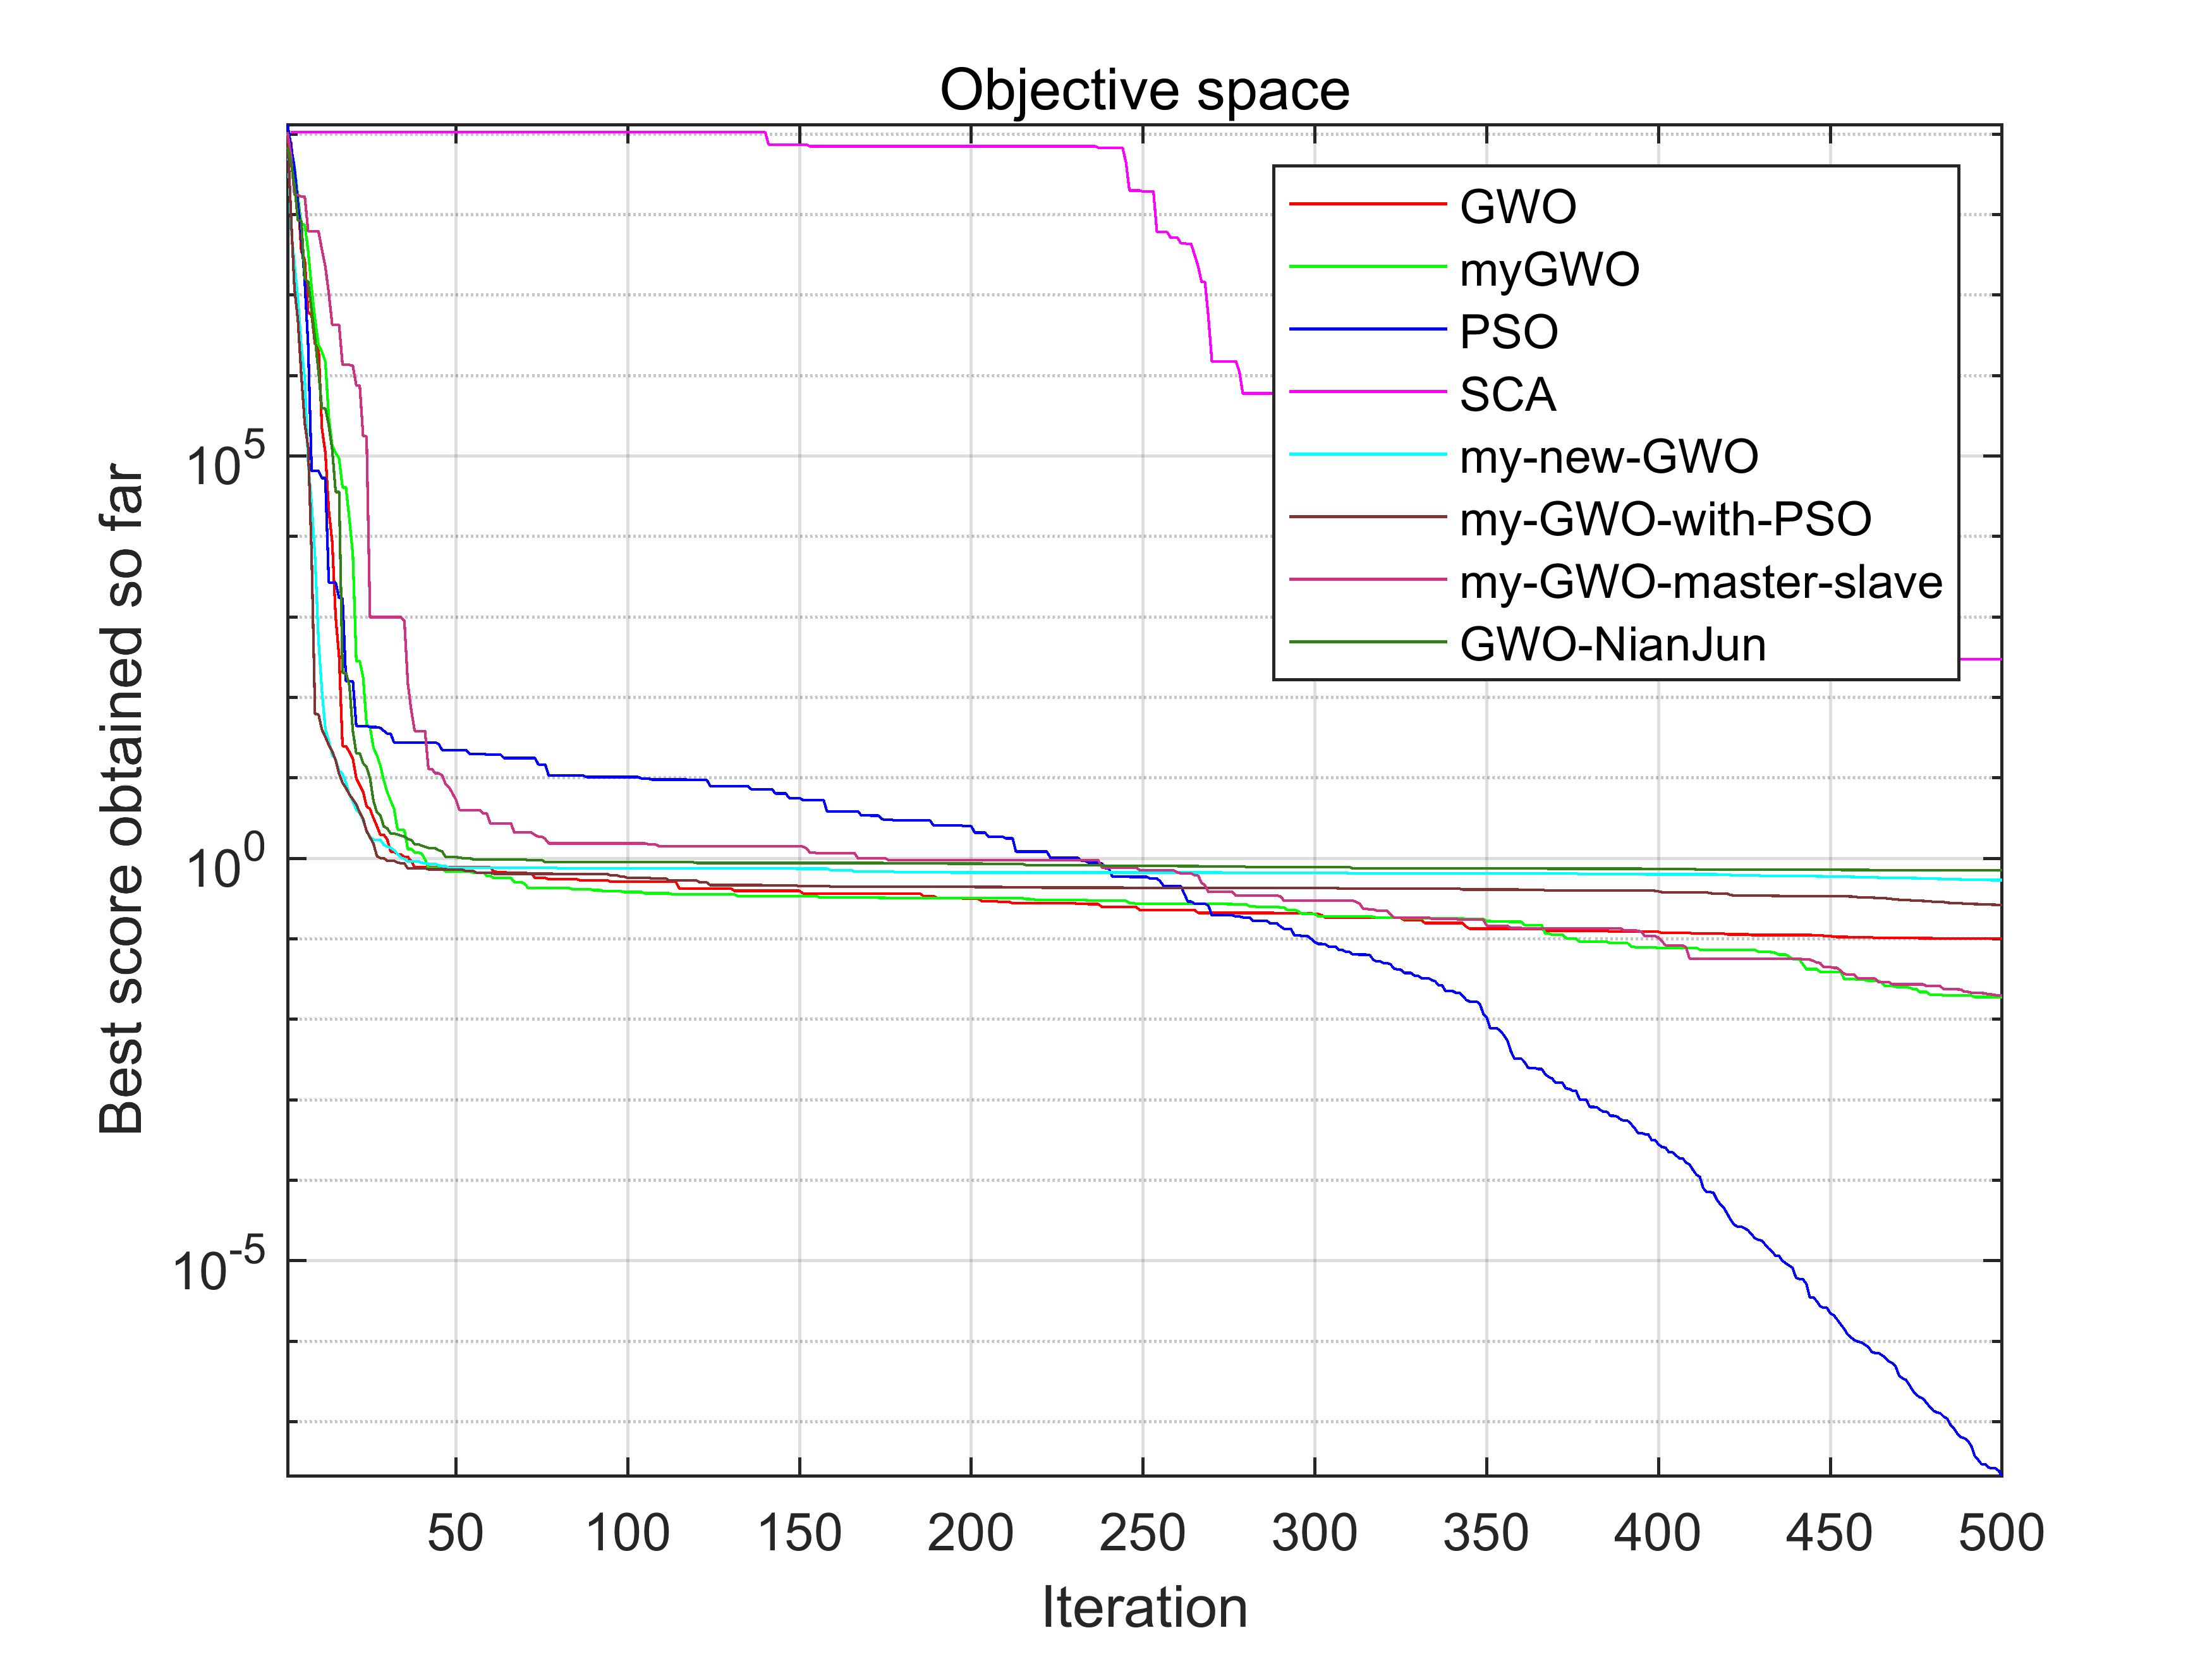 Objective space
Best score obtained so far
10^5
10^0
10^-5
GWO
myGWO
PSO
SCA
my-new-GWO
my-GWO-with-PSO
my-GWO-master-slave
GWO-NianJun
50 100 150 200 250 300 350 400 450 500
Iteration